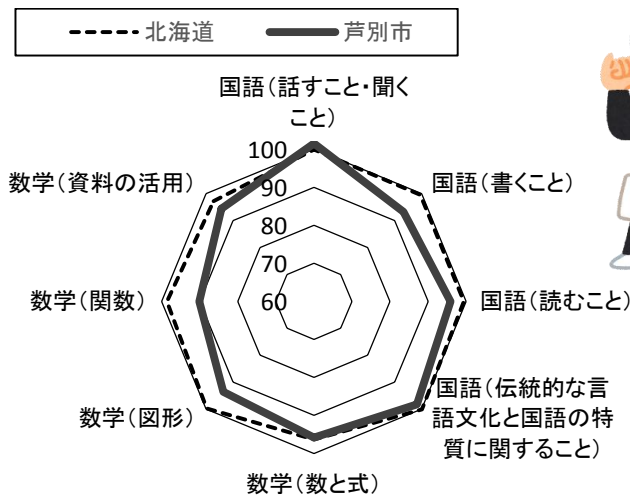 北海道 芦別市
国語(話すこと・聞く
こと)
100
90
80
70
60
国語(書くこと)
国語(読むこと)
国語(伝統的な言
語文化と国語の特
質に関すること)
数学(数と式)
数学(図形)
数学(関数)
数学(資料の活用)